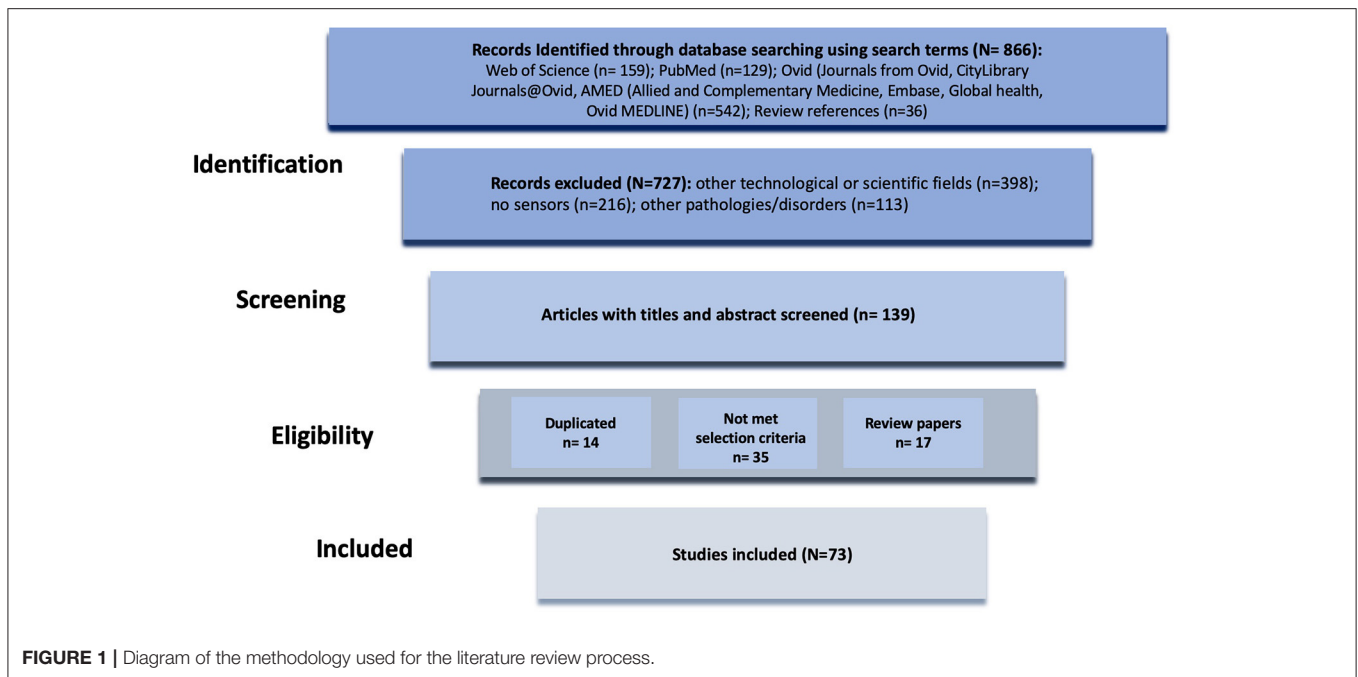 Records Identified through database searching using search terms (N= 866):
Web of Science (n= 159); PubMed (n=129); Ovid (Journals from Ovid, CityLibrary
Journals@Ovid, AMED (Allied and Complementary Medicine, Embase, Global health,
Ovid MEDLINE) (n=542); Review references (n=36)
Identification
Records excluded (N=727): other technological or scientific fields (n=398);
no sensors (n=216); other pathologies/disorders (n=113)
Screening
Articles with titles and abstract screened (n= 139)
Eligibility
Duplicated
n= 14
Not met
selection criteria
n= 35
Review papers
n= 17
Included
Studies included (N=73)
FIGURE 1 | Diagram of the methodology used for the literature review process.